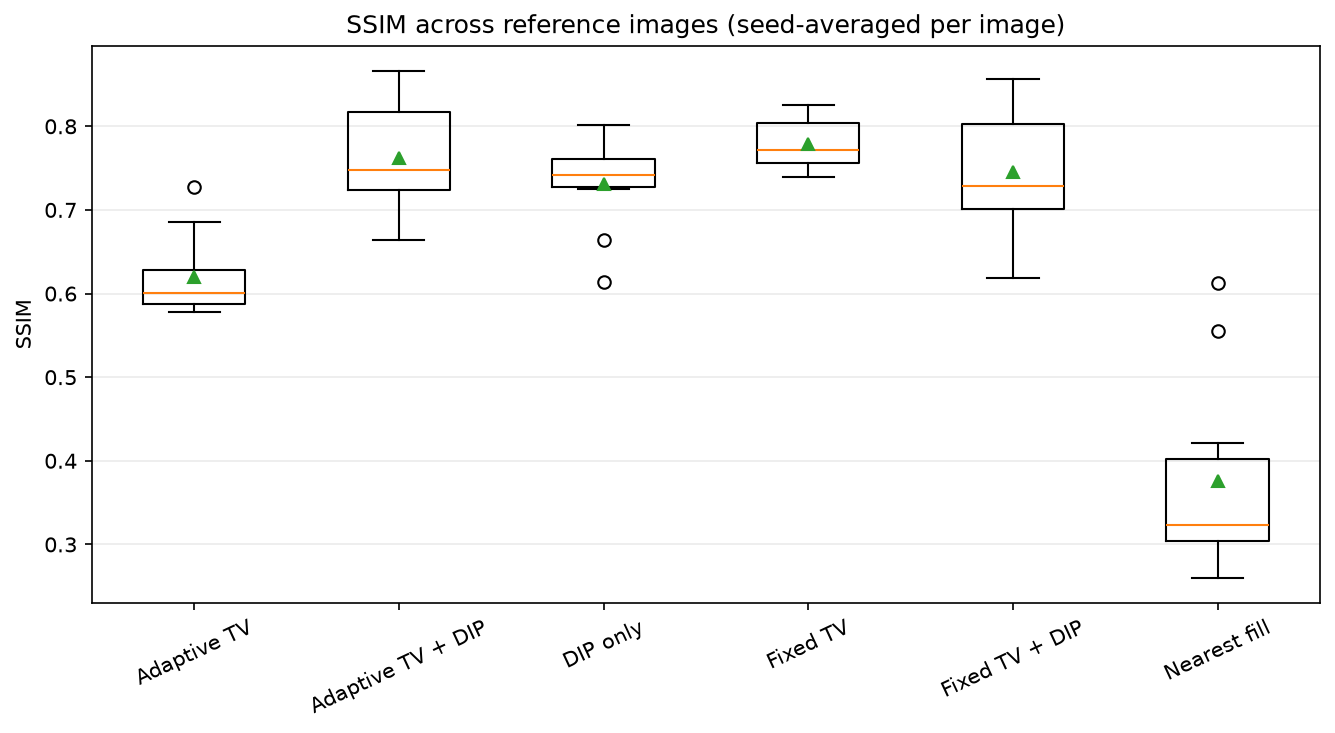 SSIM across reference images (seed-averaged per image)
SSIM
0.8
0.7
0.6
0.5
0.4
0.3
Adaptive TV
Adaptive TV + DIP
DIP only
Fixed TV
Fixed TV + DIP
Nearest fill